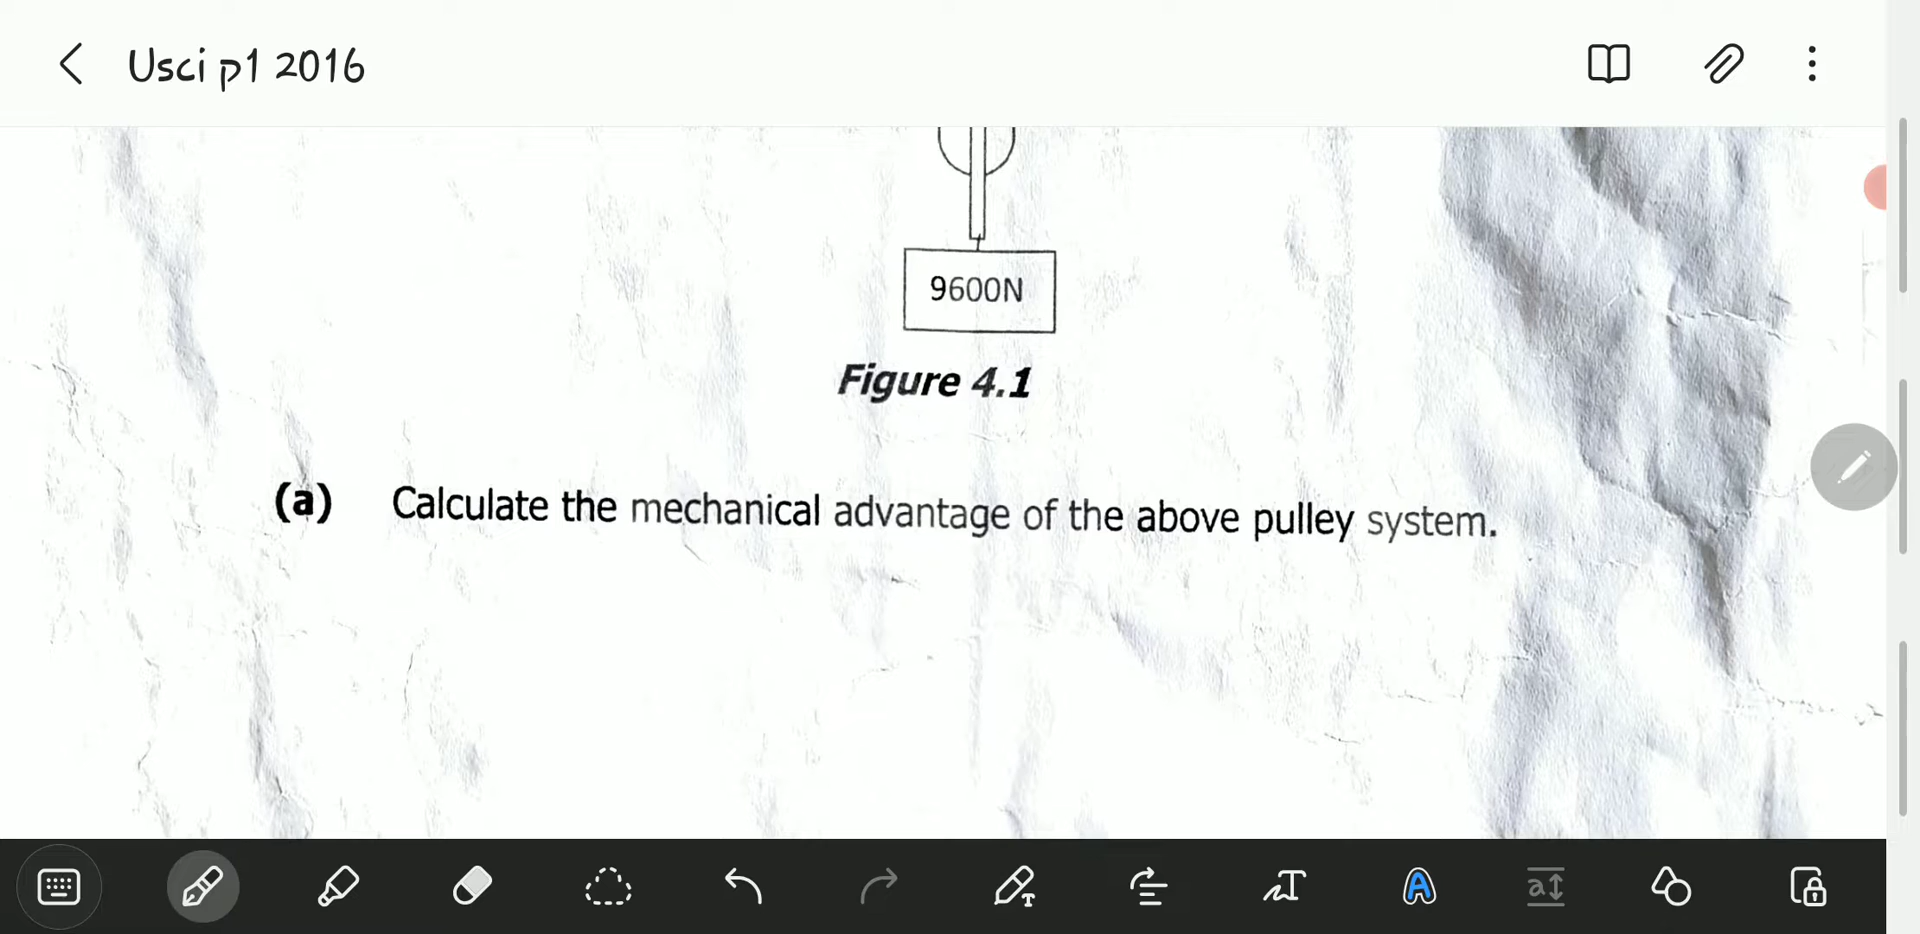 Usci p1 2016
9600N
Figure 4.1
(a) Calculate the mechanical advantage of the above pulley system.